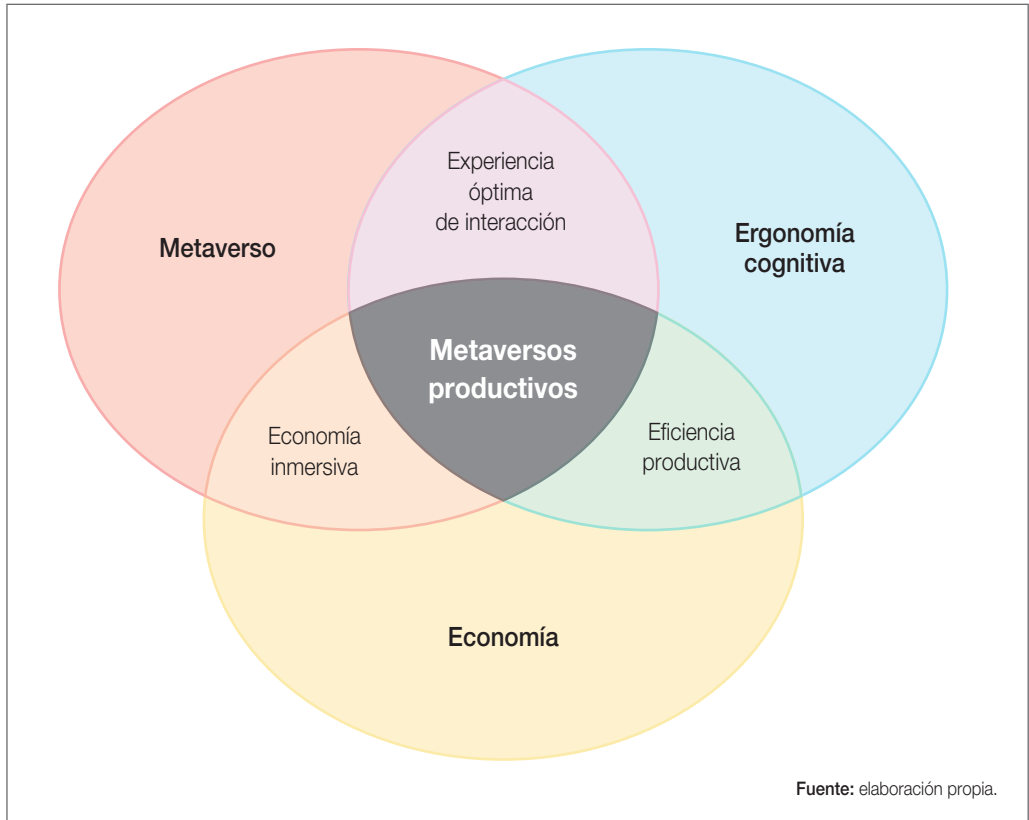 Experiencia
óptima
de interacción
Metaverso
Ergonomía
cognitiva
Metaversos
productivos
Economía
inmersiva
Eficiencia
productiva
Economía
Fuente: elaboración propia.